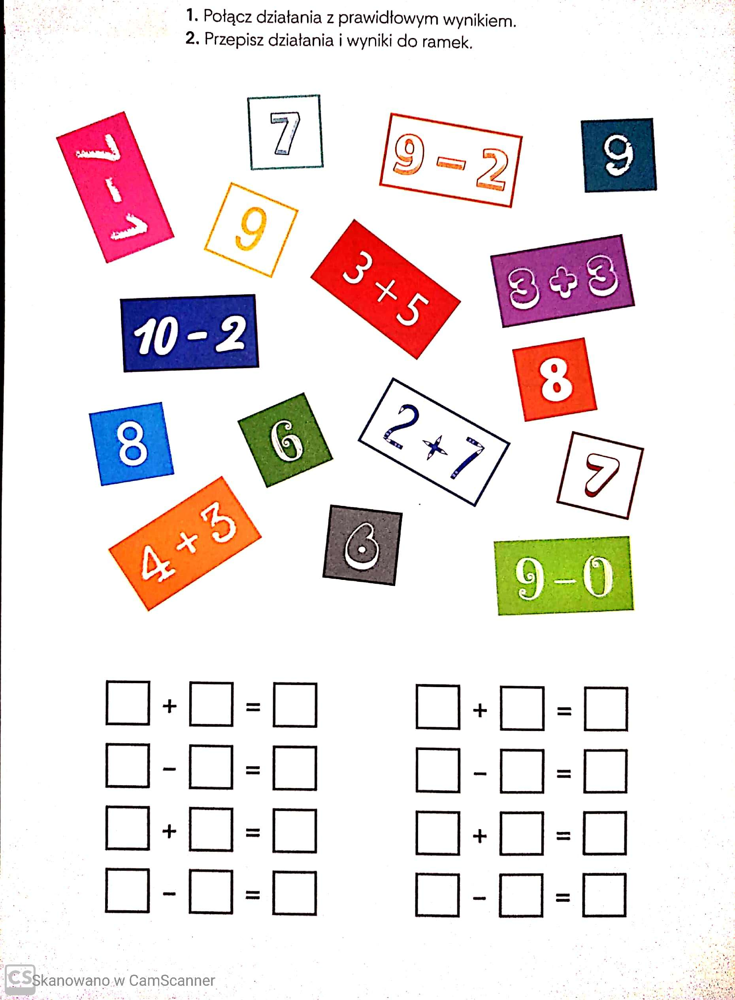 1. Połącz działania z prawidłowym wynikiem.
2. Przepisz działania i wyniki do ramek.
7 - 1
7
9 - 2
9
9
3 + 5
3 + 3
10 - 2
8
8
6
2 + 7
7
4 + 3
6
9 - 0
+ =
+ =
- =
- =
+ =
+ =
- =
- =
CS Skanowano w CamScanner